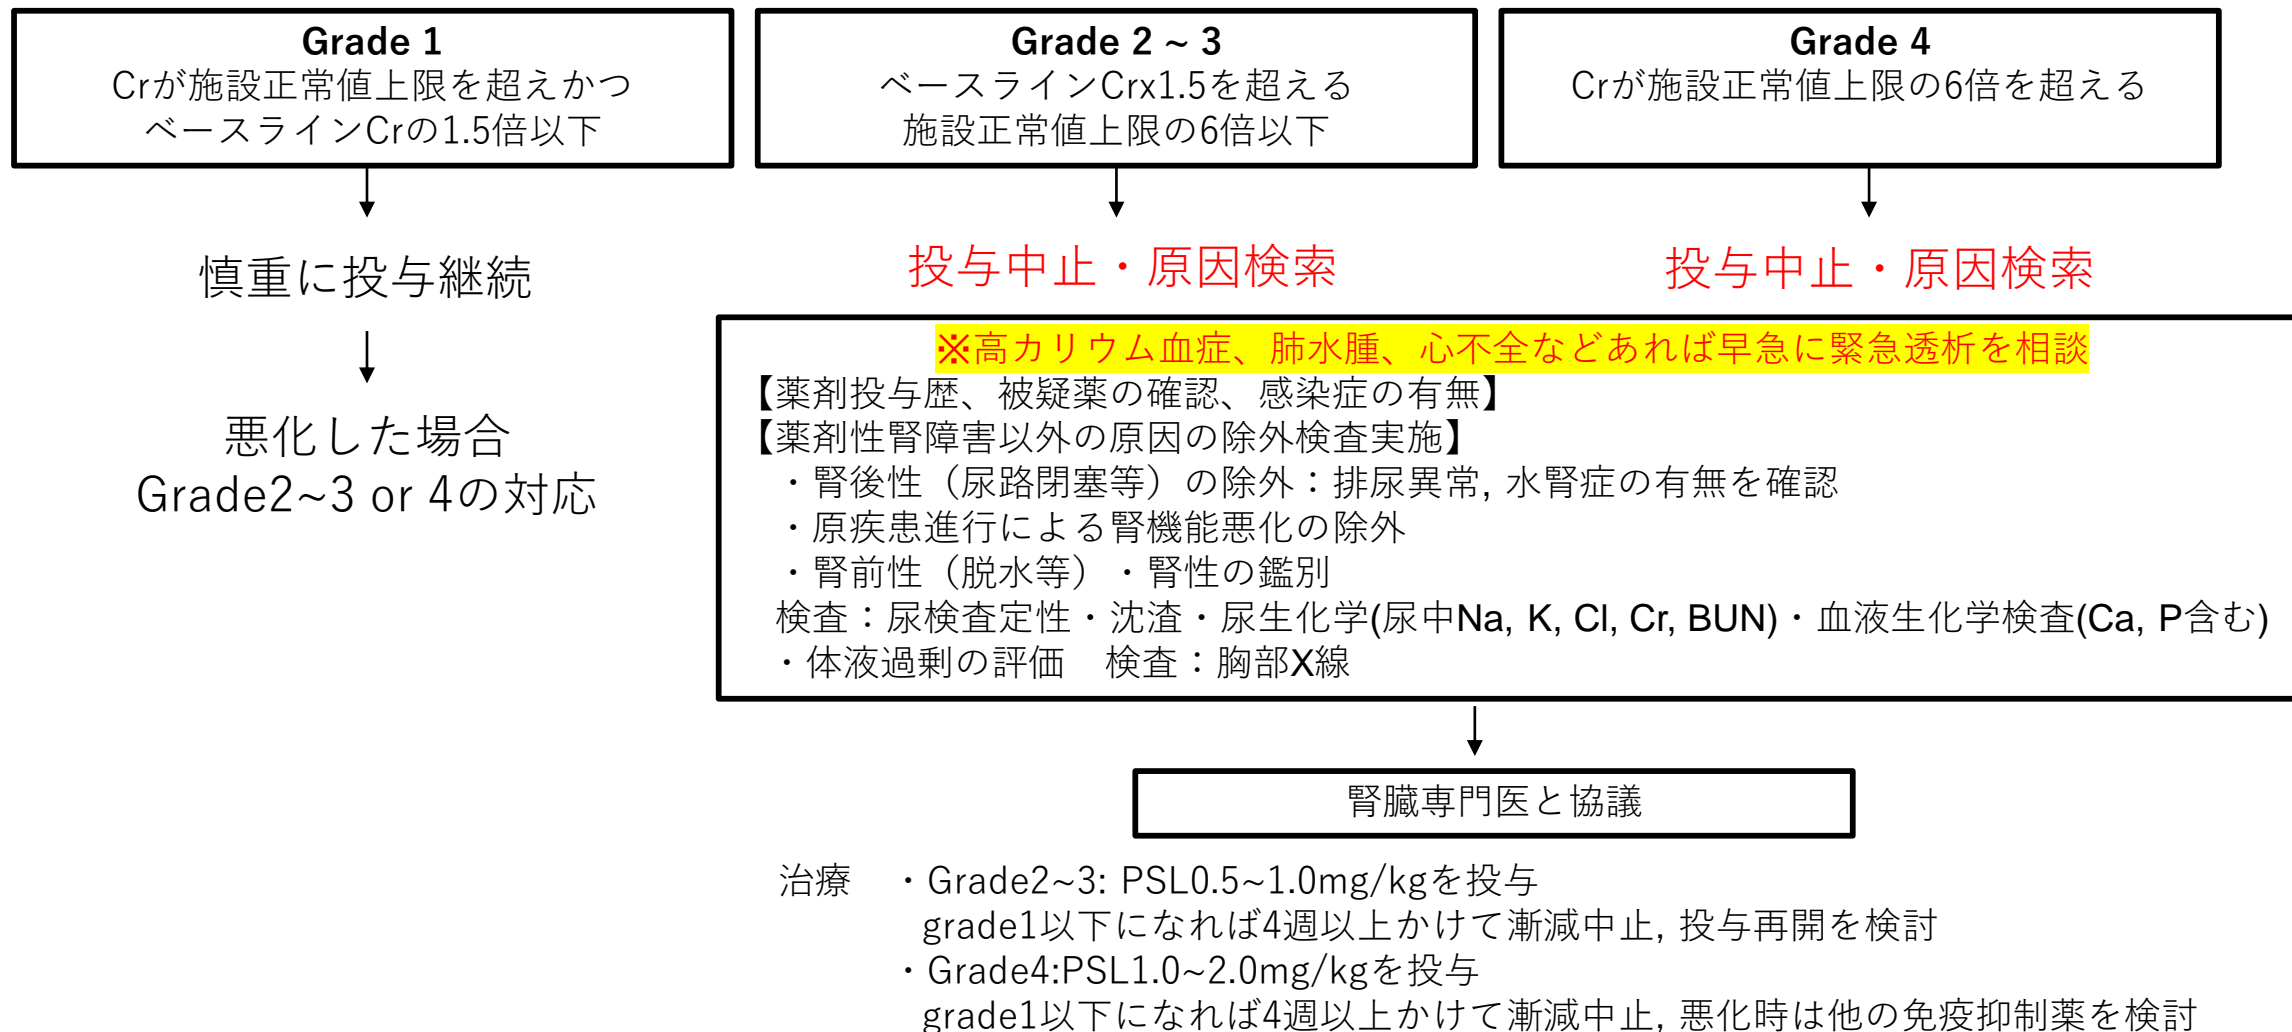 Grade 1
Crが施設正常値上限を超えかつ
ベースラインCrの1.5倍以下
Grade 2 ~ 3
ベースラインCrx1.5を超える
施設正常値上限の6倍以下
Grade 4
Crが施設正常値上限の6倍を超える
慎重に投与継続
悪化した場合
Grade2~3 or 4の対応
投与中止・原因検索
投与中止・原因検索
※高カリウム血症、肺水腫、心不全などあれば早急に緊急透析を相談
【薬剤投与歴、被疑薬の確認、感染症の有無】
【薬剤性腎障害以外の原因の除外検査実施】
・腎後性（尿路閉塞等）の除外：排尿異常, 水腎症の有無を確認
・原疾患進行による腎機能悪化の除外
・腎前性（脱水等）・腎性の鑑別
検査：尿検査定性・沈渣・尿生化学(尿中Na, K, Cl, Cr, BUN)・血液生化学検査(Ca, P含む)
・体液過剰の評価　検査：胸部X線
腎臓専門医と協議
治療　・Grade2~3: PSL0.5~1.0mg/kgを投与
grade1以下になれば4週以上かけて漸減中止, 投与再開を検討
・Grade4:PSL1.0~2.0mg/kgを投与
grade1以下になれば4週以上かけて漸減中止, 悪化時は他の免疫抑制薬を検討